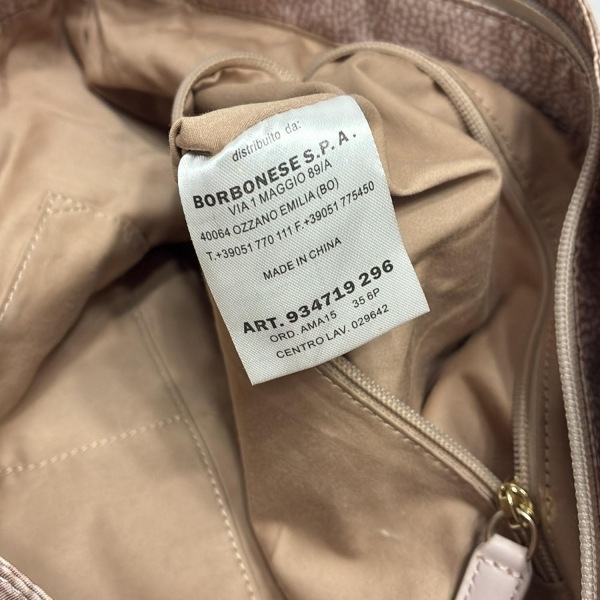 distribuito da:
BORBONESE S.P.A.
VIA 1 MAGGIO 89/A
40064 OZZANO EMILIA (BO)
T.+39051 770 111 F.+39051 775450
MADE IN CHINA
ART. 934719 296
ORD. AMA15 35 6P
CENTRO LAV. 029642